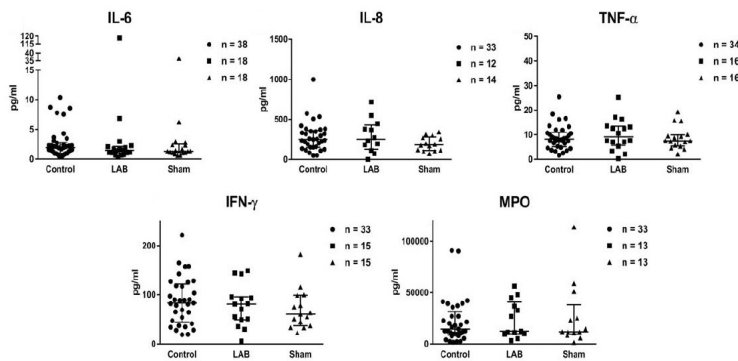 IL-6
pg/ml
120
115
40
35
15
10
5
0
Control LAB Sham
n = 38
n = 18
n = 18
IL-8
pg/ml
1500
1000
500
0
Control LAB Sham
n = 33
n = 12
n = 14
TNF-α
pg/ml
50
40
30
20
10
0
Control LAB Sham
n = 34
n = 16
n = 16
IFN-γ
pg/ml
200
100
0
Control LAB Sham
n = 33
n = 15
n = 15
MPO
pg/ml
100000
50000
0
Control LAB Sham
n = 33
n = 13
n = 13